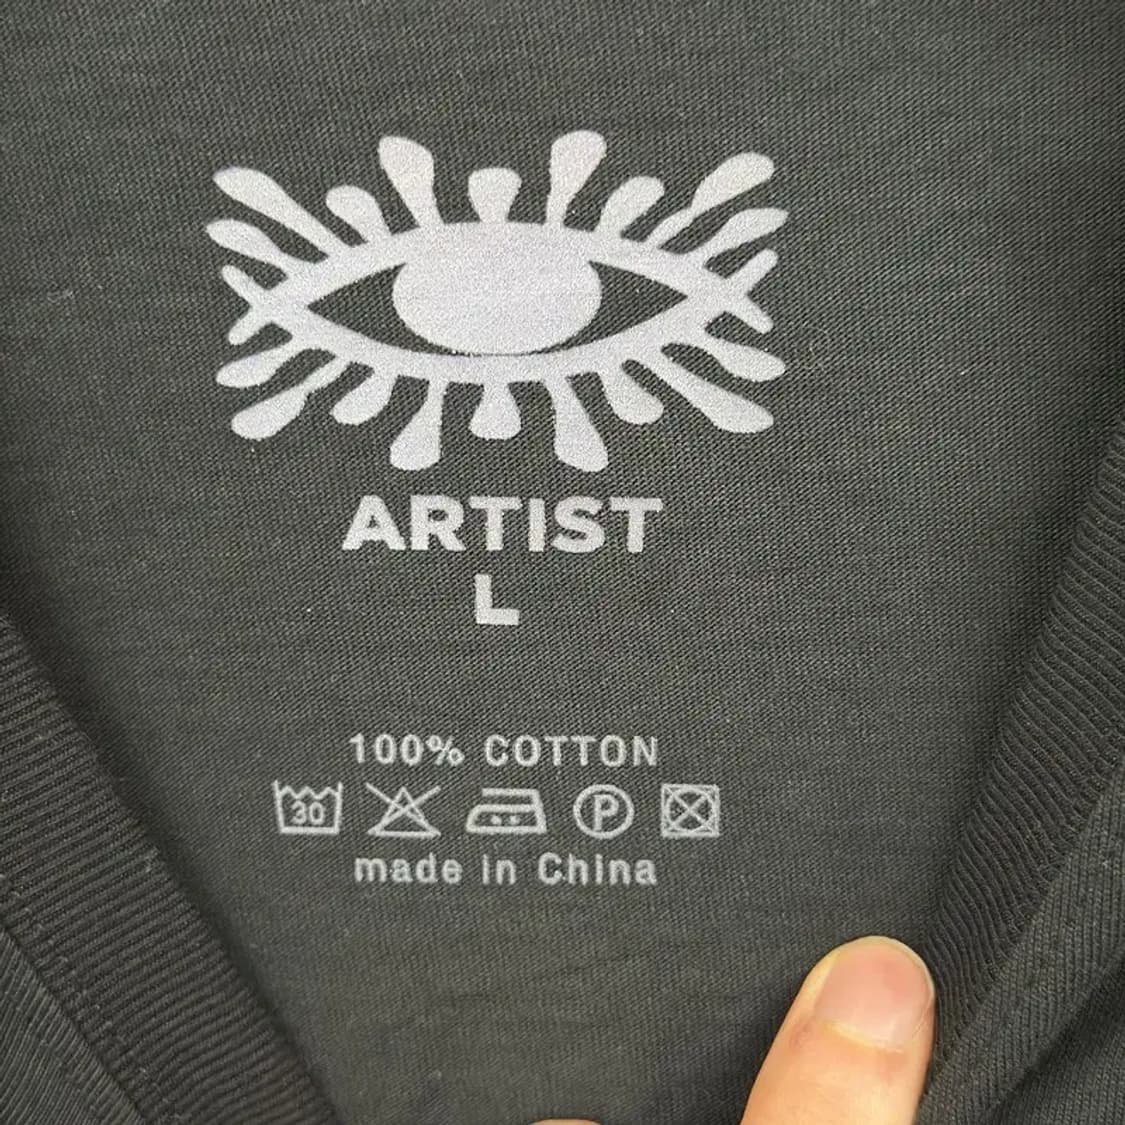 ARTIST
L
100% COTTON
30 P
made in China